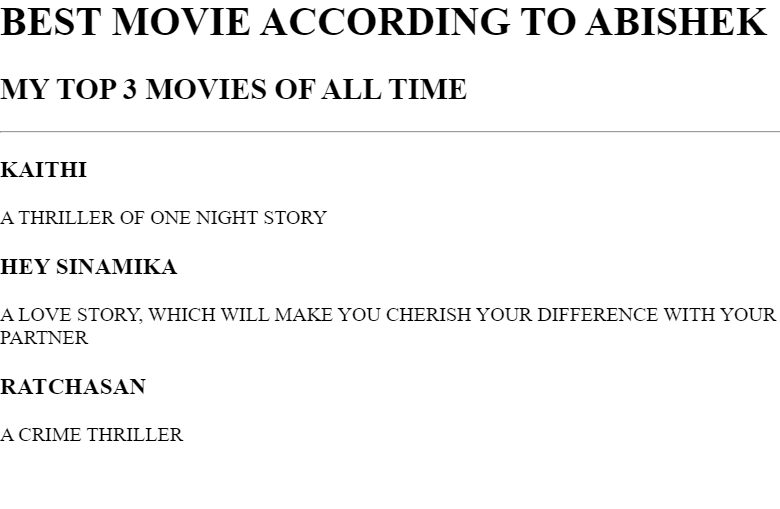 BEST MOVIE ACCORDING TO ABISHEK
MY TOP 3 MOVIES OF ALL TIME
KAITHI
A THRILLER OF ONE NIGHT STORY
HEY SINAMIKA
A LOVE STORY, WHICH WILL MAKE YOU CHERISH YOUR DIFFERENCE WITH YOUR
PARTNER
RATCHASAN
A CRIME THRILLER